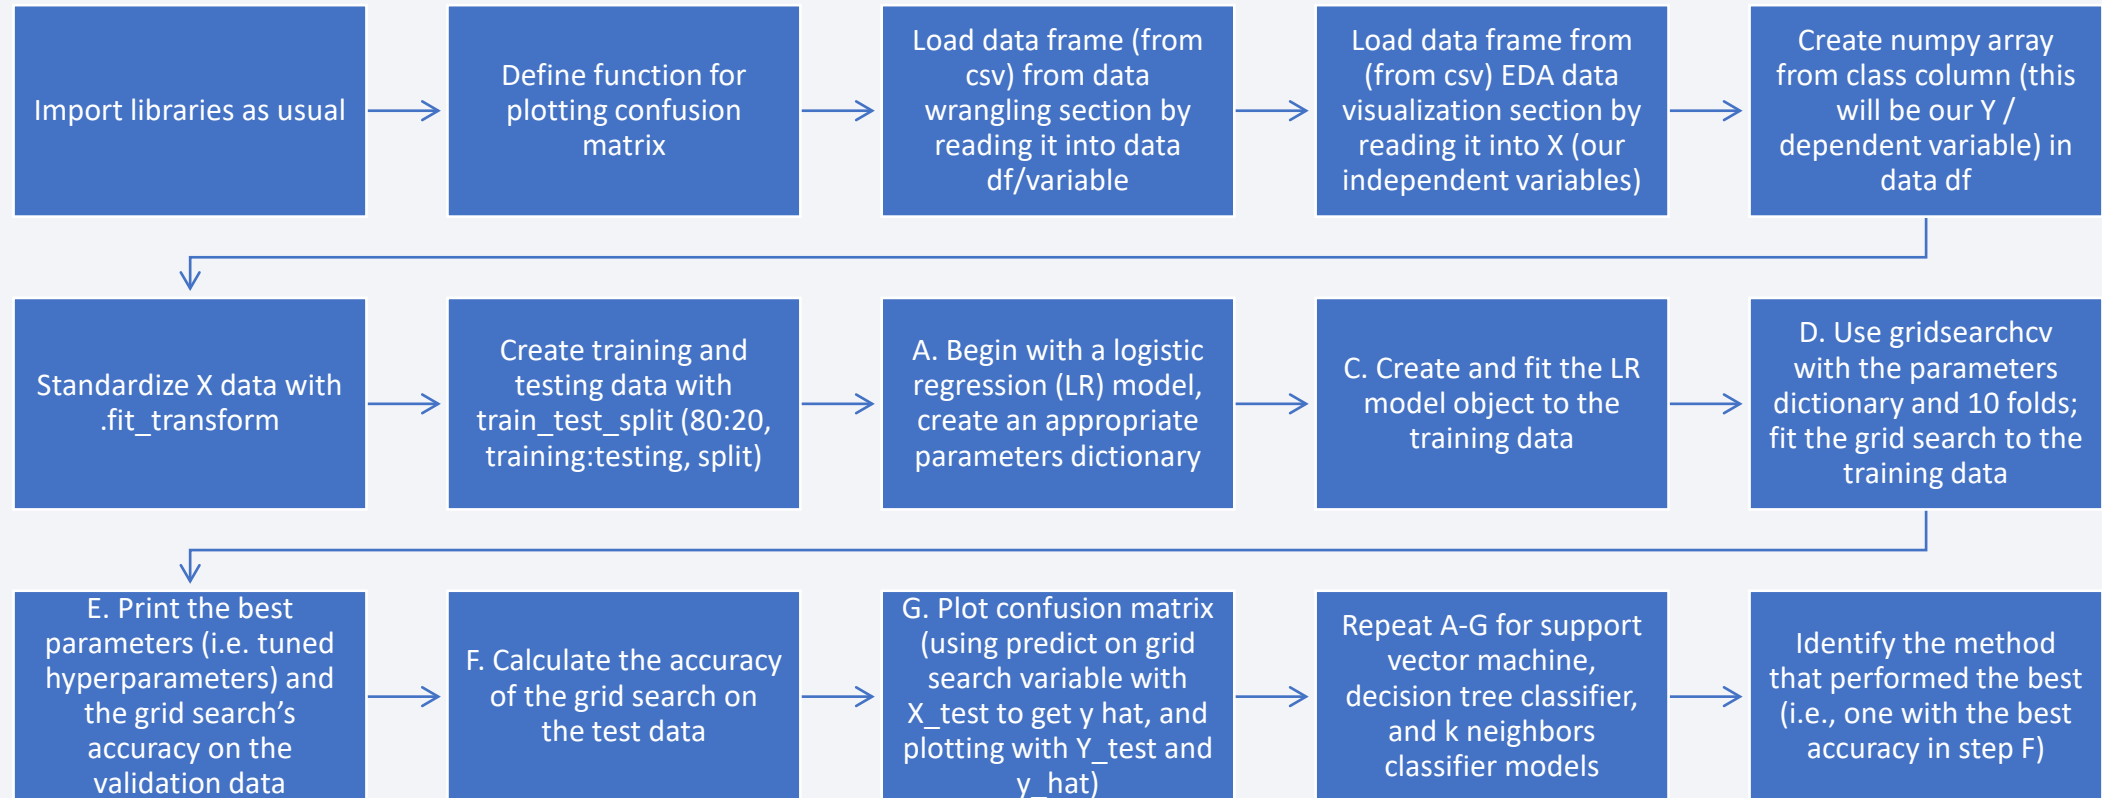 Import libraries as usual
Define function for
plotting confusion
matrix
Load data frame (from
csv) from data
wrangling section by
reading it into data
df/variable
Load data frame from
(from csv) EDA data
visualization section by
reading it into X (our
independent variables)
Create numpy array
from class column (this
will be our Y /
dependent variable) in
data df
Standardize X data with
.fit_transform
Create training and
testing data with
train_test_split (80:20,
training:testing, split)
A. Begin with a logistic
regression (LR) model,
create an appropriate
parameters dictionary
C. Create and fit the LR
model object to the
training data
D. Use gridsearchcv
with the parameters
dictionary and 10 folds;
fit the grid search to the
training data
E. Print the best
parameters (i.e. tuned
hyperparameters) and
the grid search’s
accuracy on the
validation data
F. Calculate the accuracy
of the grid search on
the test data
G. Plot confusion matrix
(using predict on grid
search variable with
X_test to get y hat, and
plotting with Y_test and
y_hat)
Repeat A-G for support
vector machine,
decision tree classifier,
and k neighbors
classifier models
Identify the method
that performed the best
(i.e., one with the best
accuracy in step F)